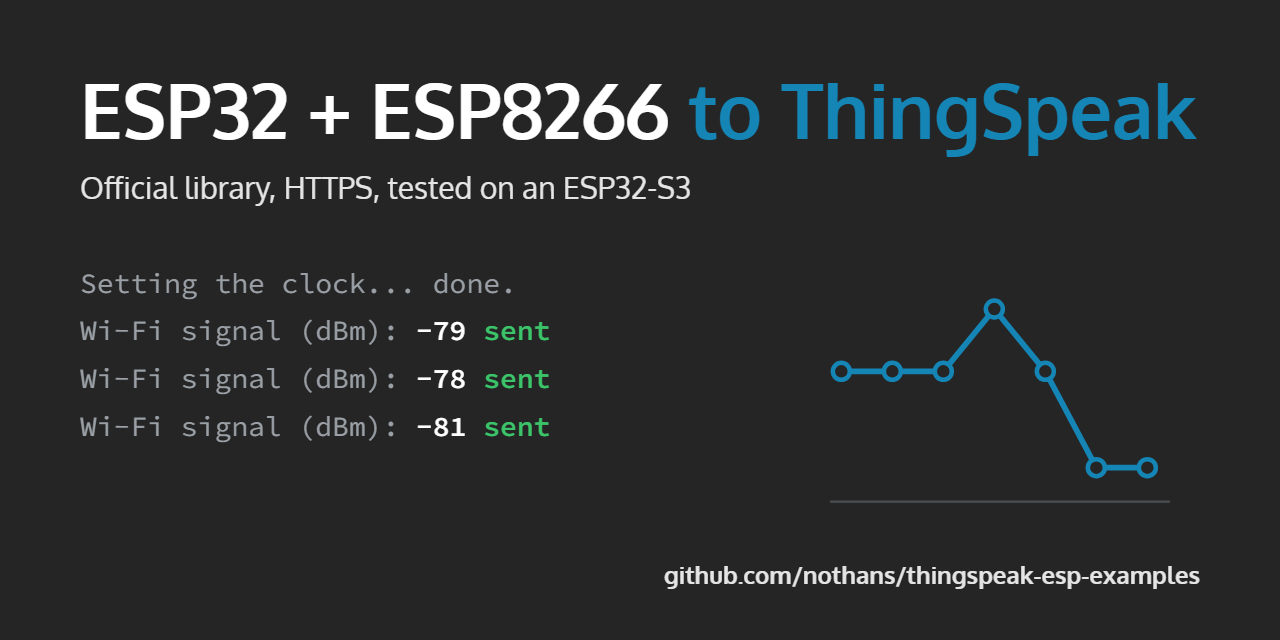 ESP32 + ESP8266 to ThingSpeak
Official library, HTTPS, tested on an ESP32-S3
Setting the clock... done.
Wi-Fi signal (dBm): -79 sent
Wi-Fi signal (dBm): -78 sent
Wi-Fi signal (dBm): -81 sent
github.com/nothans/thingspeak-esp-examples